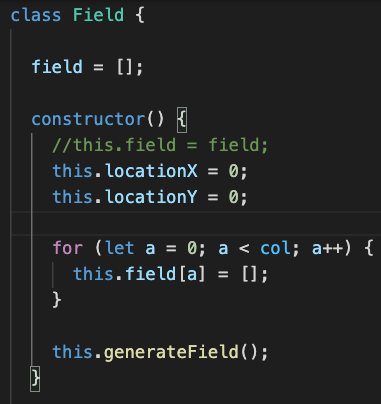 class Field {
field = [];
constructor() {
//this.field = field;
this.locationX = 0;
this.locationY = 0;
for (let a = 0; a < col; a++) {
this.field[a] = [];
}
this.generateField();
}